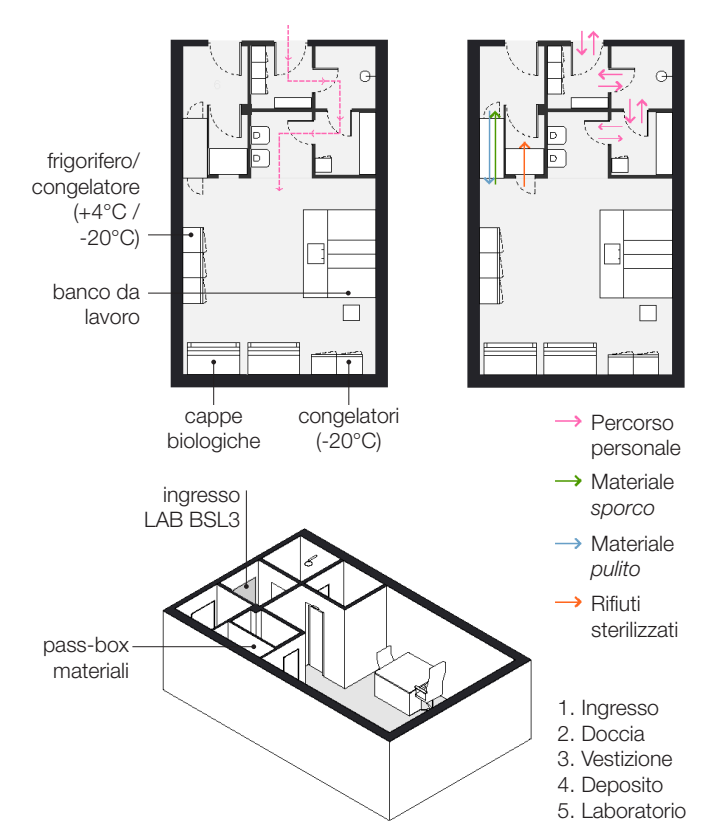 frigorifero/
congelatore
(+4°C /
-20°C)
banco da
lavoro
cappe
biologiche
congelatori
(-20°C)
Percorso
personale
Materiale
sporco
Materiale
pulito
Rifiuti
sterilizzati
ingresso
LAB BSL3
pass-box
materiali
1. Ingresso
2. Doccia
3. Vestizione
4. Deposito
5. Laboratorio